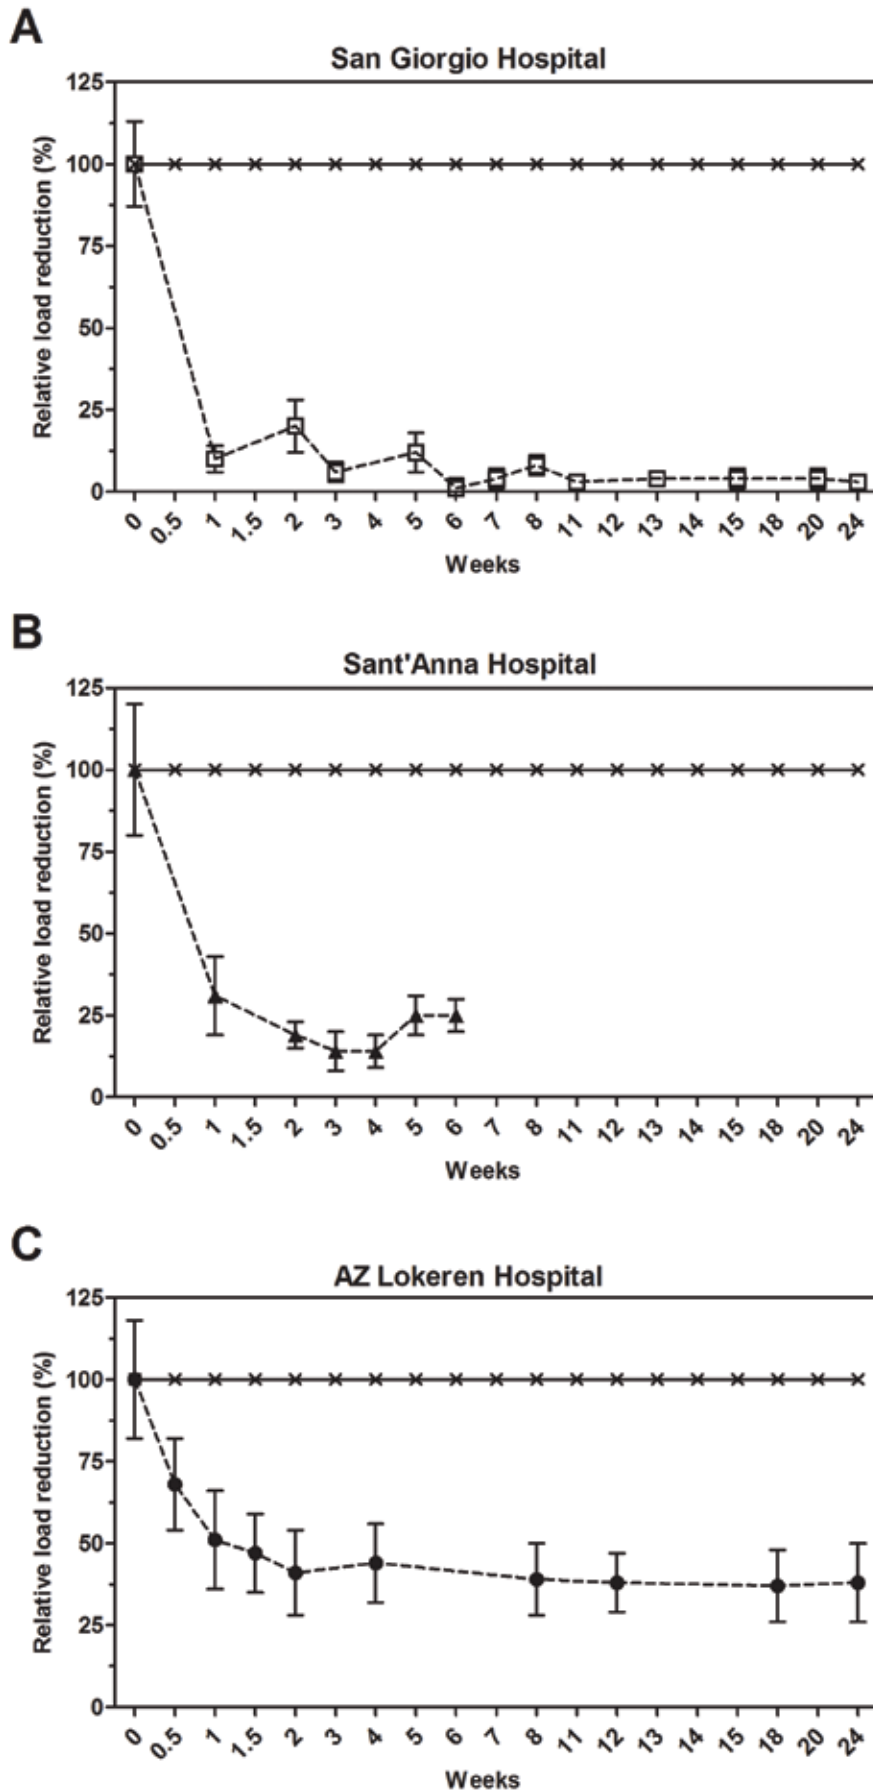 A
San Giorgio Hospital
Relative load reduction (%)
125
100
75
50
25
0
0 0.5 1 1.5 2 3 4 5 6 7 8 11 12 13 14 15 18 20 24
Weeks
B
Sant'Anna Hospital
Relative load reduction (%)
125
100
75
50
25
0
0 0.5 1 1.5 2 3 4 5 6 7 8 11 12 13 14 15 18 20 24
Weeks
C
AZ Lokeren Hospital
Relative load reduction (%)
125
100
75
50
25
0
0 0.5 1 1.5 2 3 4 5 6 7 8 11 12 13 14 15 18 20 24
Weeks